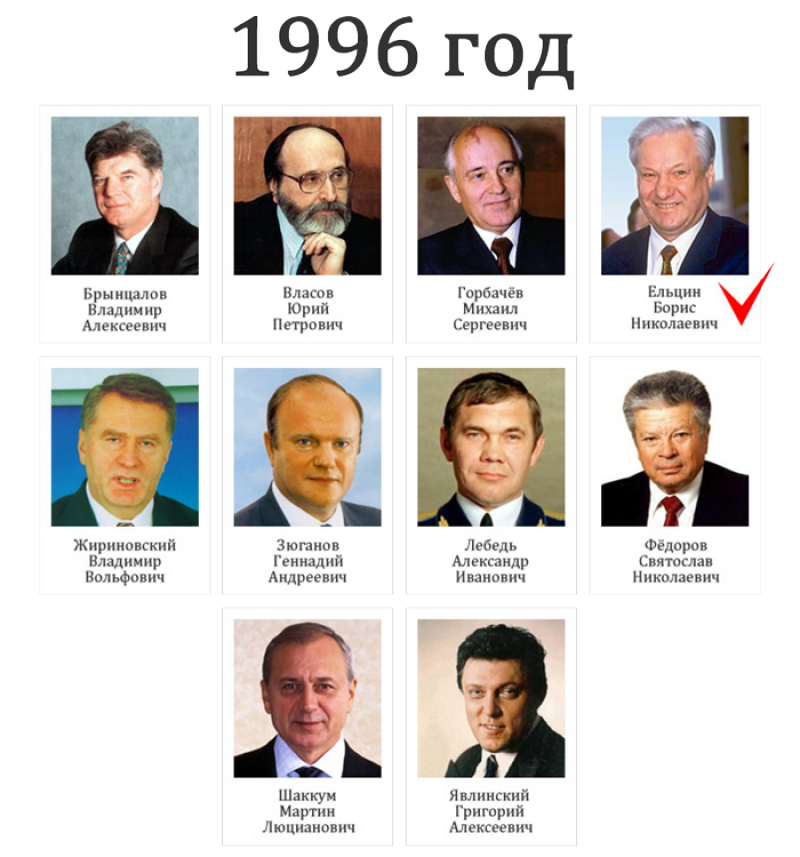 1996 год
Брынцалов
Владимир
Алексеевич
Власов
Юрий
Петрович
Горбачёв
Михаил
Сергеевич
Ельцин
Борис
Николаевич
Жириновский
Владимир
Вольфович
Зюганов
Геннадий
Андреевич
Лебедь
Александр
Иванович
Фёдоров
Святослав
Николаевич
Шаккум
Мартин
Люцианович
Явлинский
Григорий
Алексеевич